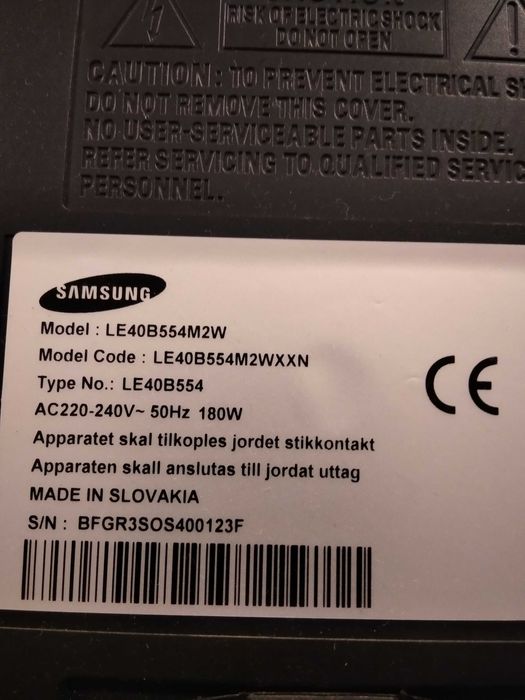 RISK OF ELECTRIC SHOCK
DO NOT OPEN
CAUTION: TO PREVENT ELECTRICAL SH
DO NOT REMOVE THIS COVER.
NO USER-SERVICEABLE PARTS INSIDE.
REFER SERVICING TO QUALIFIED SERVIC
PERSONNEL.
SAMSUNG
Model : LE40B554M2W
Model Code : LE40B554M2WXXN
Type No.: LE40B554
AC220-240V~ 50Hz 180W
Apparatet skal tilkoples jordet stikkontakt
Apparaten skall anslutas till jordat uttag
MADE IN SLOVAKIA
S/N : BFGR3SOS400123F
CE